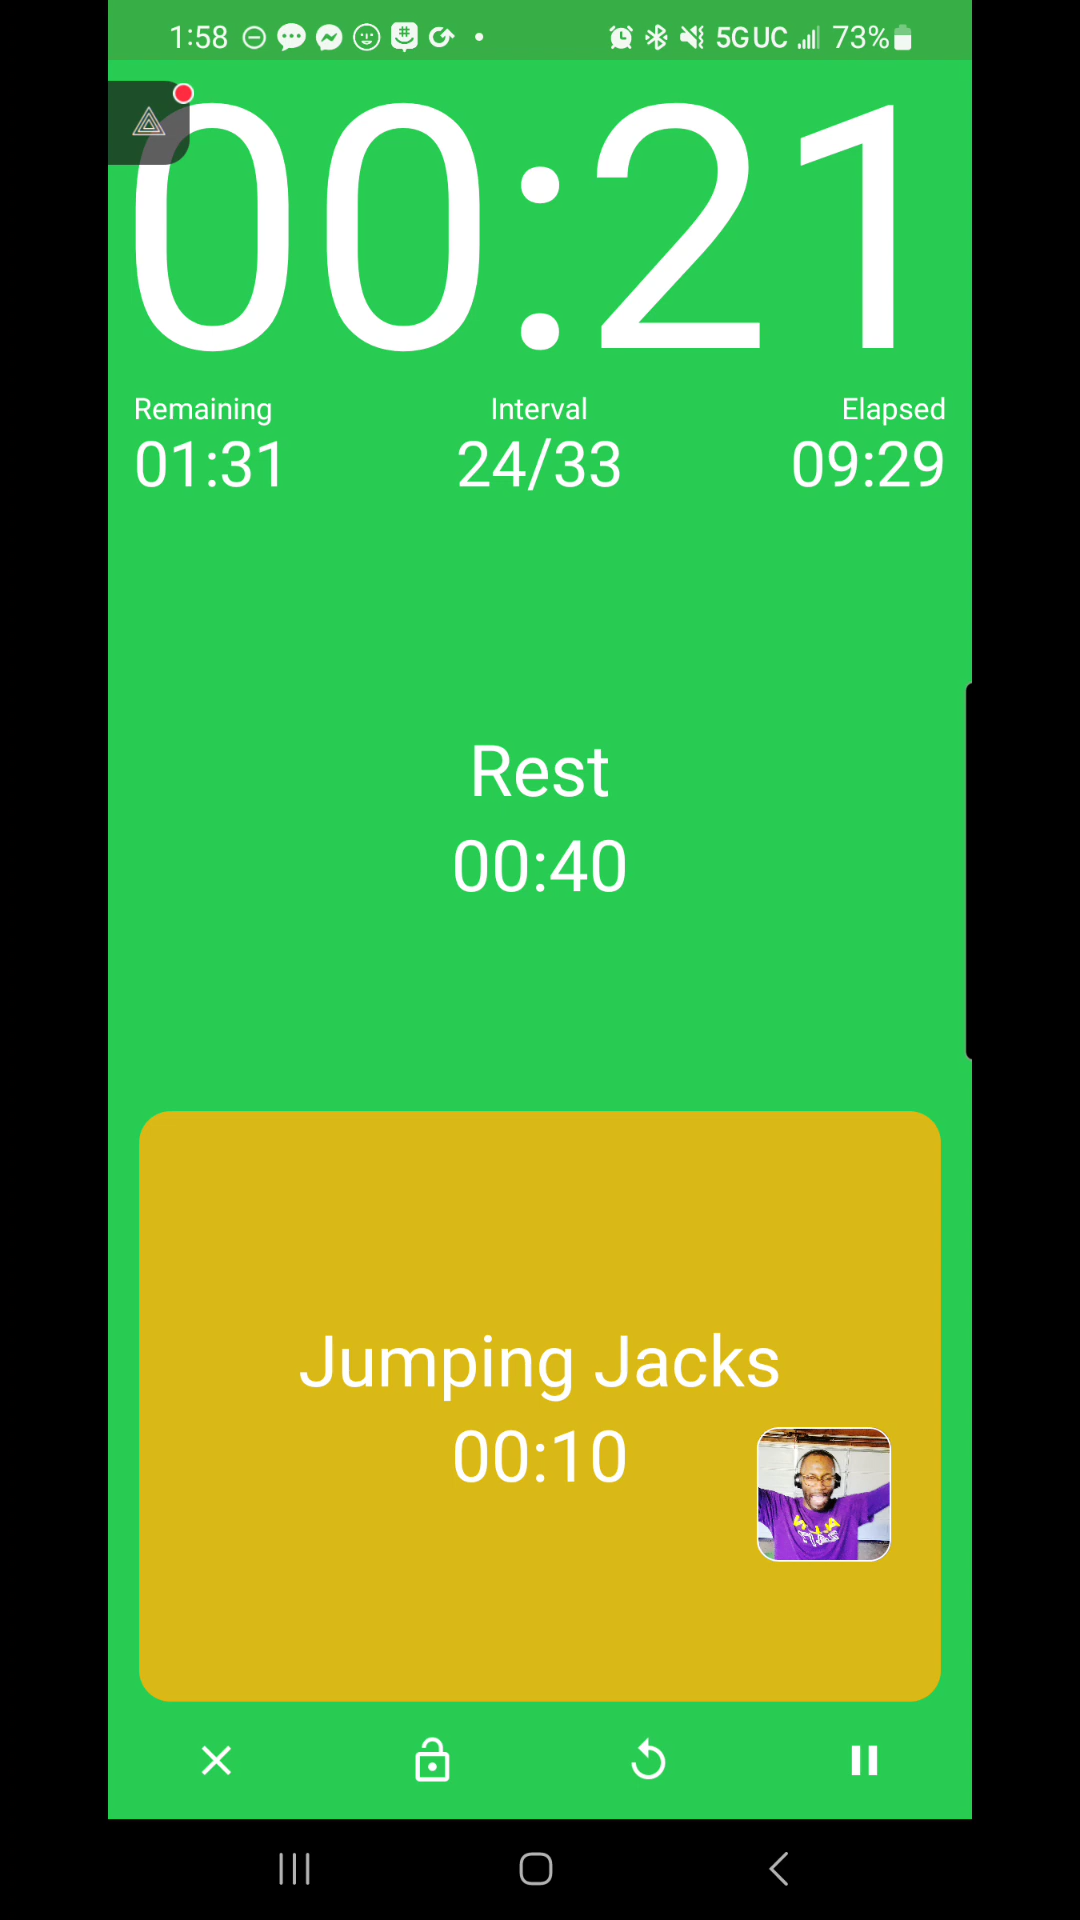 1:58 5G UC 73%
00:21
Remaining Interval Elapsed
01:31 24/33 09:29
Rest
00:40
Jumping Jacks
00:10